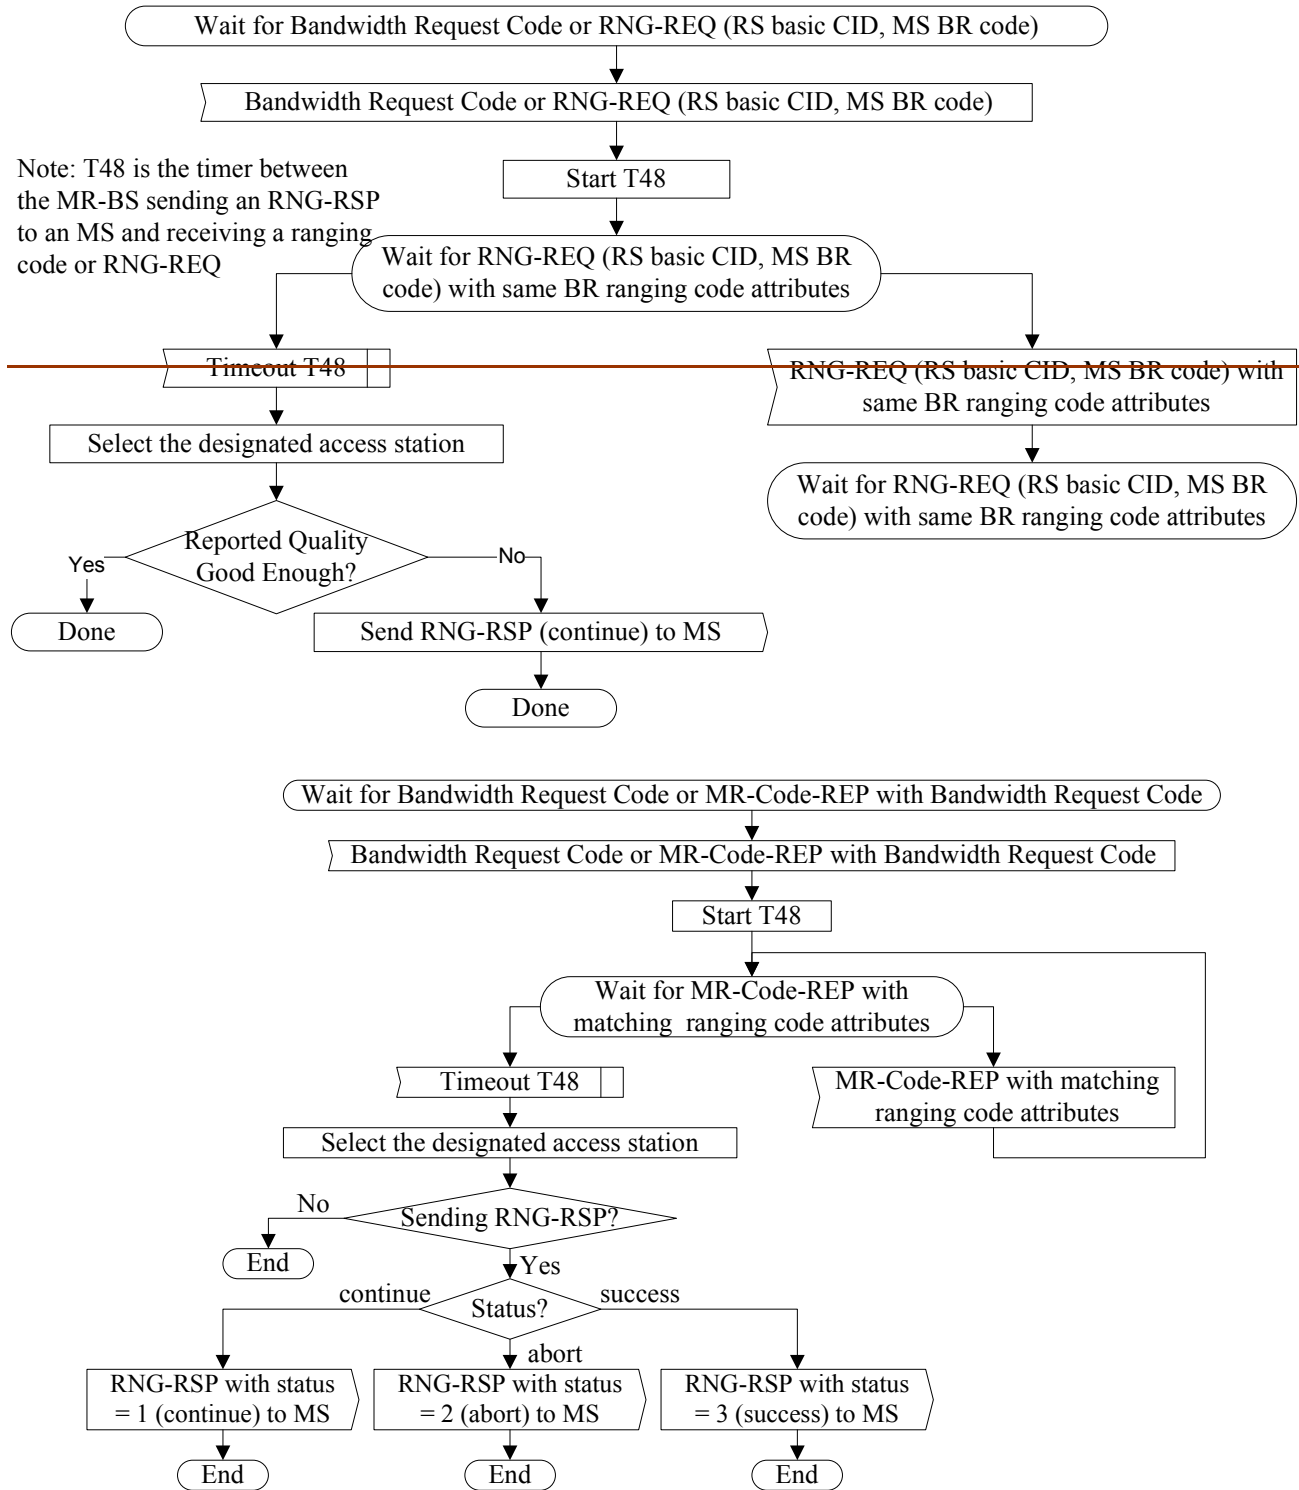 Wait for Bandwidth Request Code or RNG-REQ (RS basic CID, MS BR code)
Bandwidth Request Code or RNG-REQ (RS basic CID, MS BR code)
Note: T48 is the timer between
the MR-BS sending an RNG-RSP
to an MS and receiving a ranging
code or RNG-REQ
Start T48
Wait for RNG-REQ (RS basic CID, MS BR
code) with same BR ranging code attributes
Timeout T48
RNG-REQ (RS basic CID, MS BR code) with
same BR ranging code attributes
Select the designated access station
Wait for RNG-REQ (RS basic CID, MS BR
code) with same BR ranging code attributes
Reported Quality
Good Enough?
Yes
No
Done
Send RNG-RSP (continue) to MS
Done
Wait for Bandwidth Request Code or MR-Code-REP with Bandwidth Request Code
Bandwidth Request Code or MR-Code-REP with Bandwidth Request Code
Start T48
Wait for MR-Code-REP with
matching  ranging code attributes
Timeout T48
MR-Code-REP with matching
ranging code attributes
Select the designated access station
No
Sending RNG-RSP?
End
Yes
continue
Status?
success
abort
RNG-RSP with status
= 1 (continue) to MS
RNG-RSP with status
= 2 (abort) to MS
RNG-RSP with status
= 3 (success) to MS
End
End
End